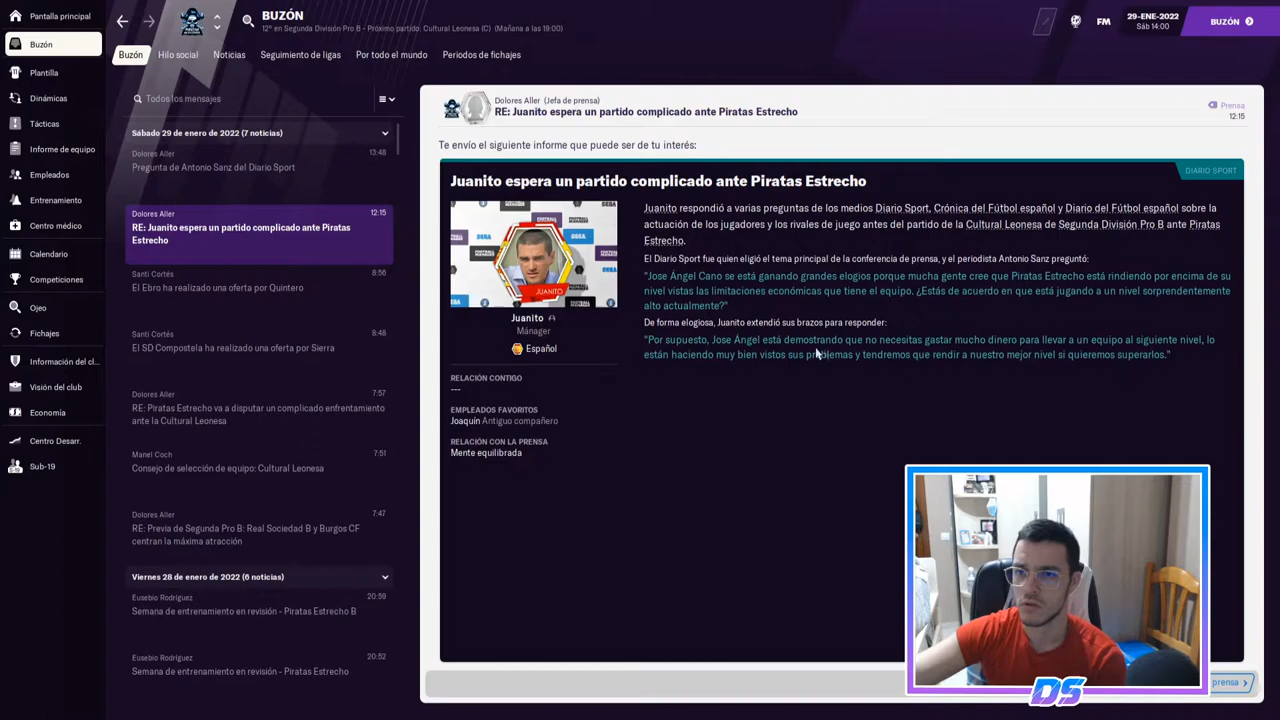 Pantalla principal
Buzón
Plantilla
Dinámicas
Tácticas
Informe de equipo
Empleados
Entrenamiento
Centro médico
Calendario
Competiciones
Ojeo
Fichajes
Información del cl...
Visión del club
Economía
Centro Desarr.
Sub-19
BUZÓN
12º en Segunda División Pro B - Próximo partido: Cultural Leonesa (C) (Mañana a las 19:00)
FM
29-ENE-2022
Sáb 14:00
BUZÓN
Buzón
Hilo social
Noticias
Seguimiento de ligas
Por todo el mundo
Periodos de fichajes
Todos los mensajes
Sábado 29 de enero de 2022 (7 noticias)
Dolores Aller 13:48
Pregunta de Antonio Sanz del Diario Sport
Dolores Aller 12:15
RE: Juanito espera un partido complicado ante Piratas
Estrecho
Santi Cortés 8:56
El Ebro ha realizado una oferta por Quintero
Santi Cortés 8:48
El SD Compostela ha realizado una oferta por Sierra
Dolores Aller 7:57
RE: Piratas Estrecho va a disputar un complicado enfrentamiento
ante la Cultural Leonesa
Manel Coch 7:51
Consejo de selección de equipo: Cultural Leonesa
Dolores Aller 7:47
RE: Previa de Segunda Pro B: Real Sociedad B y Burgos CF
centran la máxima atracción
Viernes 28 de enero de 2022 (6 noticias)
Eusebio Rodríguez 20:59
Semana de entrenamiento en revisión - Piratas Estrecho B
Eusebio Rodríguez 20:52
Semana de entrenamiento en revisión - Piratas Estrecho
Dolores Aller (Jefa de prensa)
RE: Juanito espera un partido complicado ante Piratas Estrecho
Prensa
12:15
Te envío el siguiente informe que puede ser de tu interés:
DIARIO SPORT
Juanito espera un partido complicado ante Piratas Estrecho
SEGA
JUANITO
Juanito
Mánager
Español
RELACIÓN CONTIGO
---
EMPLEADOS FAVORITOS
Joaquín Antiguo compañero
RELACIÓN CON LA PRENSA
Mente equilibrada
Juanito respondió a varias preguntas de los medios Diario Sport, Crónica del Fútbol español y Diario del Fútbol español sobre la
actuación de los jugadores y los rivales de juego antes del partido de la Cultural Leonesa de Segunda División Pro B ante Piratas
Estrecho.
El Diario Sport fue quien eligió el tema principal de la conferencia de prensa, y el periodista Antonio Sanz preguntó:
"Jose Ángel Cano se está ganando grandes elogios porque mucha gente cree que Piratas Estrecho está rindiendo por encima de su
nivel vistas las limitaciones económicas que tiene el equipo. ¿Estás de acuerdo en que está jugando a un nivel sorprendentemente
alto actualmente?"
De forma elogiosa, Juanito extendió sus brazos para responder:
"Por supuesto, Jose Ángel está demostrando que no necesitas gastar mucho dinero para llevar a un equipo al siguiente nivel, lo
están haciendo muy bien vistos sus problemas y tendremos que rendir a nuestro mejor nivel si quieremos superarlos."
prensa
DS